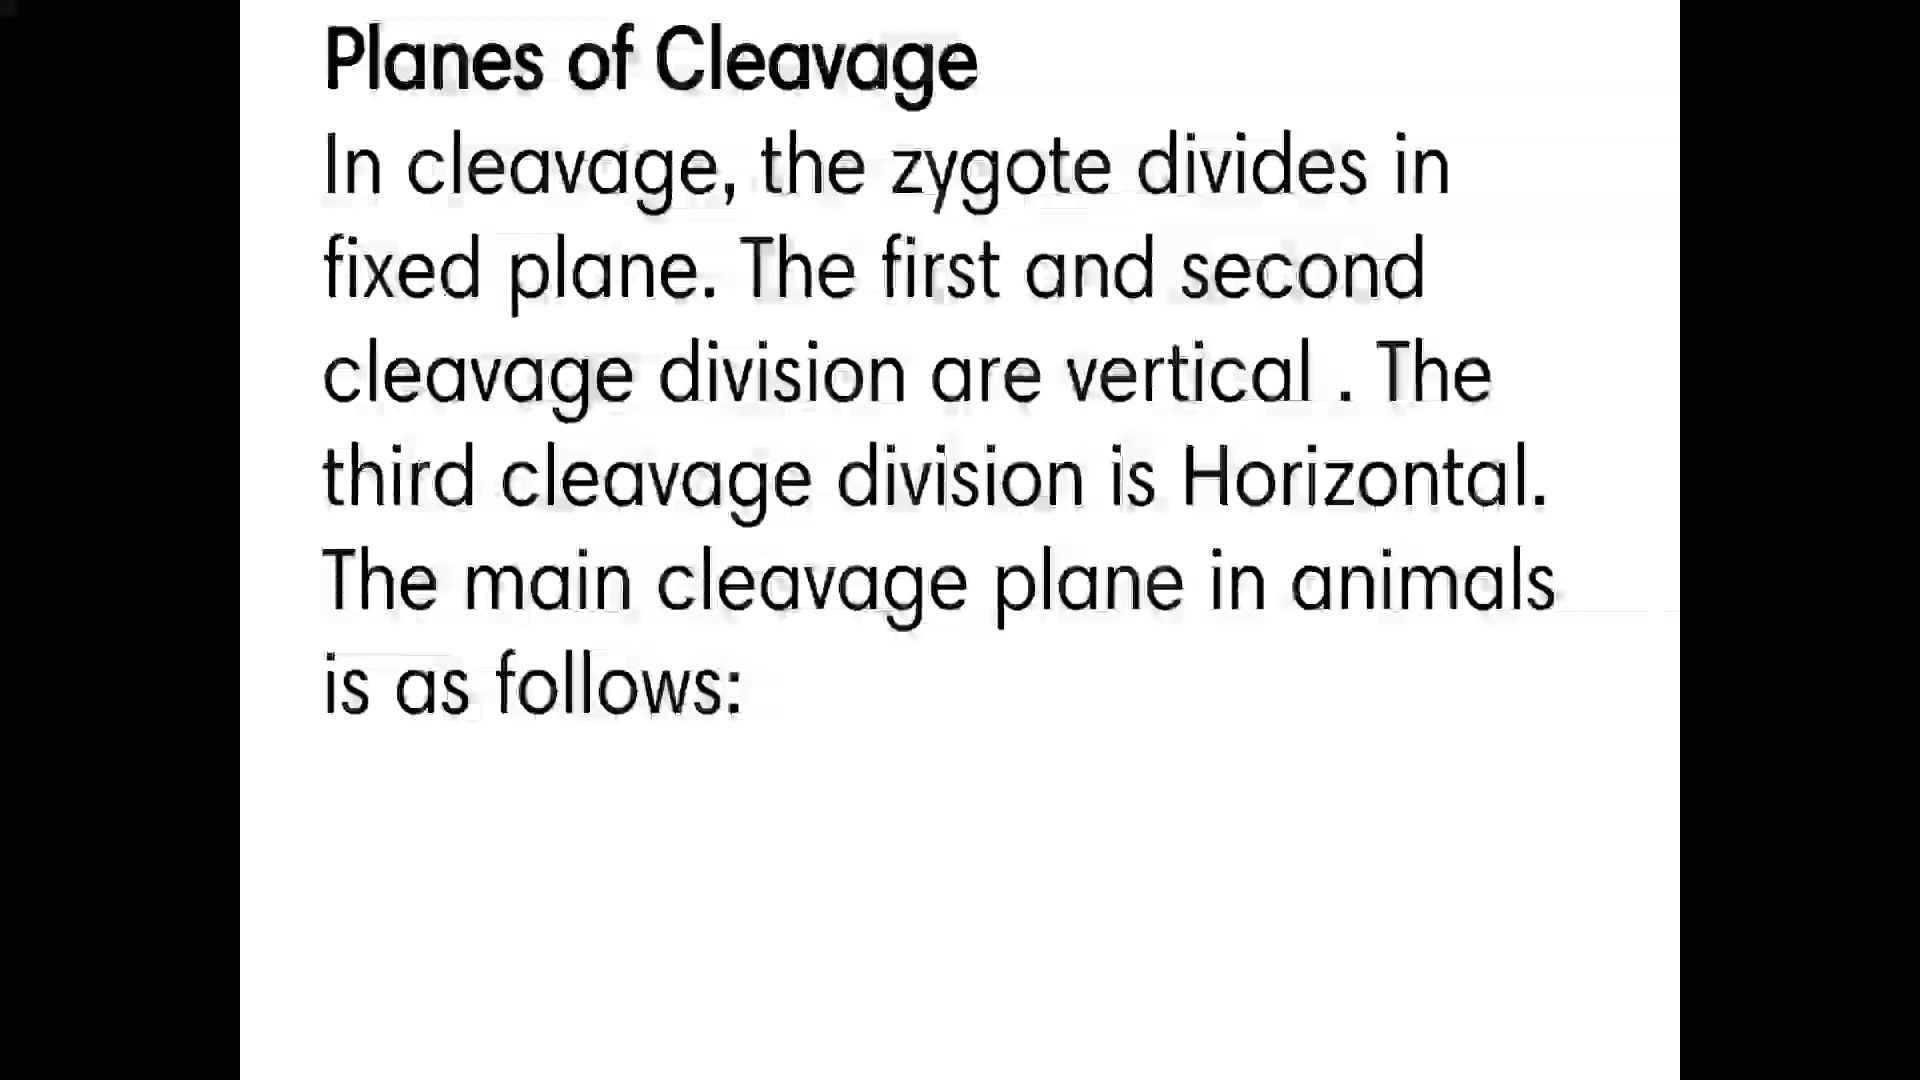 Planes of Cleavage
In cleavage, the zygote divides in
fixed plane. The first and second
cleavage division are vertical . The
third cleavage division is Horizontal.
The main cleavage plane in animals
is as follows: